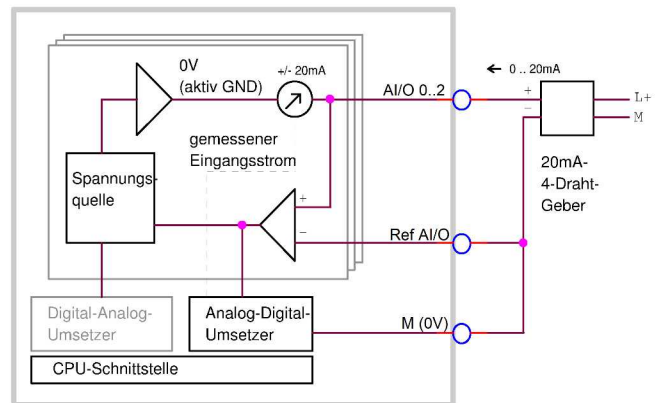 0V
(aktiv GND)
+/- 20mA
AI/O 0..2
0 .. 20mA
+
−
L+
M
gemessener
Eingangsstrom
20mA-
4-Draht-
Geber
Spannungs-
quelle
+
−
Ref AI/O
Digital-Analog-
Umsetzer
Analog-Digital-
Umsetzer
M (0V)
CPU-Schnittstelle